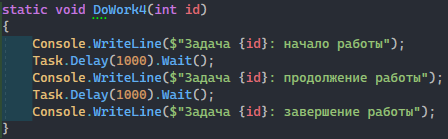 static void DoWork4(int id)
{
    Console.WriteLine($"Задача {id}: начало работы");
    Task.Delay(1000).Wait();
    Console.WriteLine($"Задача {id}: продолжение работы");
    Task.Delay(1000).Wait();
    Console.WriteLine($"Задача {id}: завершение работы");
}